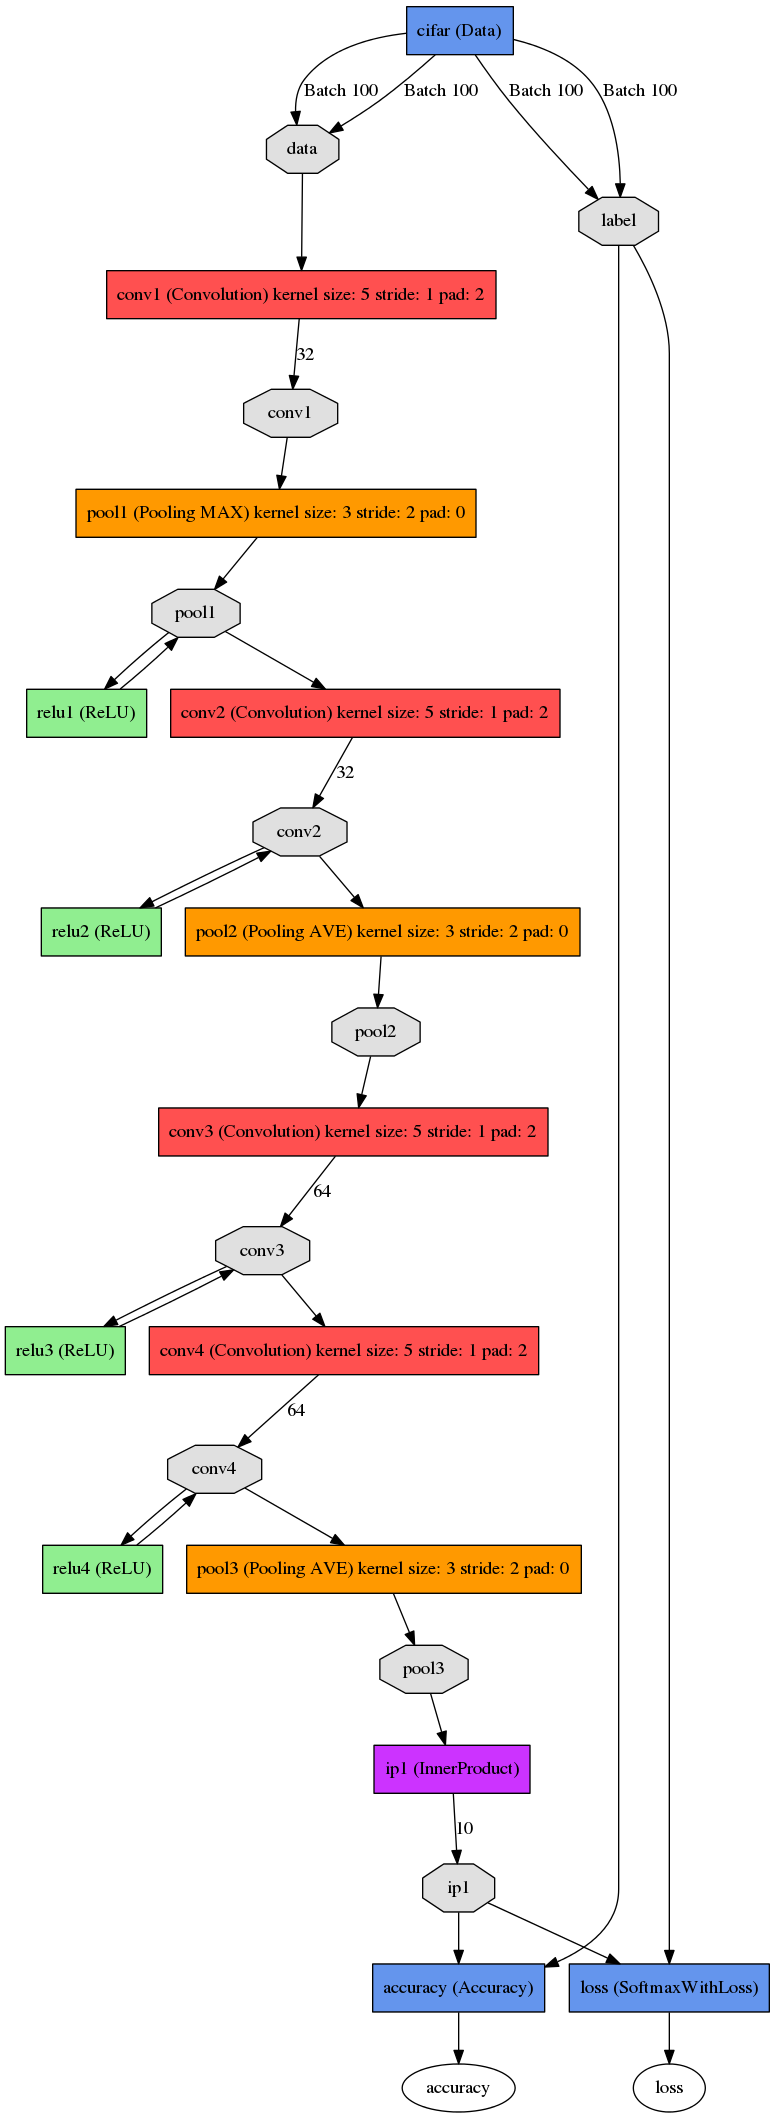 cifar (Data)
Batch 100
Batch 100
Batch 100
Batch 100
data
label
conv1 (Convolution) kernel size: 5 stride: 1 pad: 2
32
conv1
pool1 (Pooling MAX) kernel size: 3 stride: 2 pad: 0
pool1
relu1 (ReLU)
conv2 (Convolution) kernel size: 5 stride: 1 pad: 2
32
conv2
relu2 (ReLU)
pool2 (Pooling AVE) kernel size: 3 stride: 2 pad: 0
pool2
conv3 (Convolution) kernel size: 5 stride: 1 pad: 2
64
conv3
relu3 (ReLU)
conv4 (Convolution) kernel size: 5 stride: 1 pad: 2
64
conv4
relu4 (ReLU)
pool3 (Pooling AVE) kernel size: 3 stride: 2 pad: 0
pool3
ip1 (InnerProduct)
10
ip1
accuracy (Accuracy)
loss (SoftmaxWithLoss)
accuracy
loss